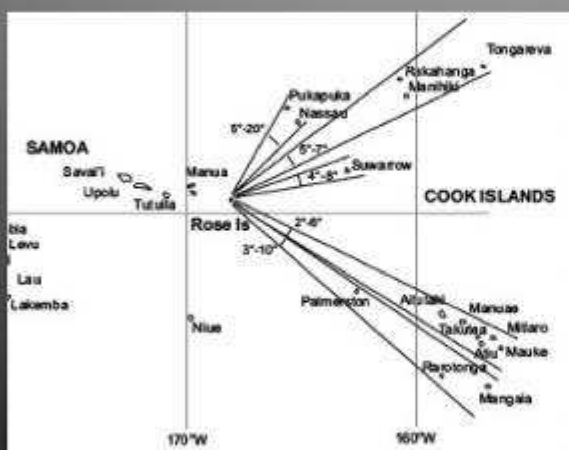 Tongareva
Rakahanga
Manihiki
Pukapuka
Nassau
5°-20°
5°-7°
SAMOA
Suwarrow
4°-8°
Savai'i
Manua
Upolu
Tutuila
COOK ISLANDS
Rose Is
2°-6°
bia
Levu
3°-10°
Lau
Lakemba
Palmerston
Aitutaki
Manuae
Niue
Takutea
Mitiaro
Atiu
Mauke
Rarotonga
Mangaia
170°W
160°W